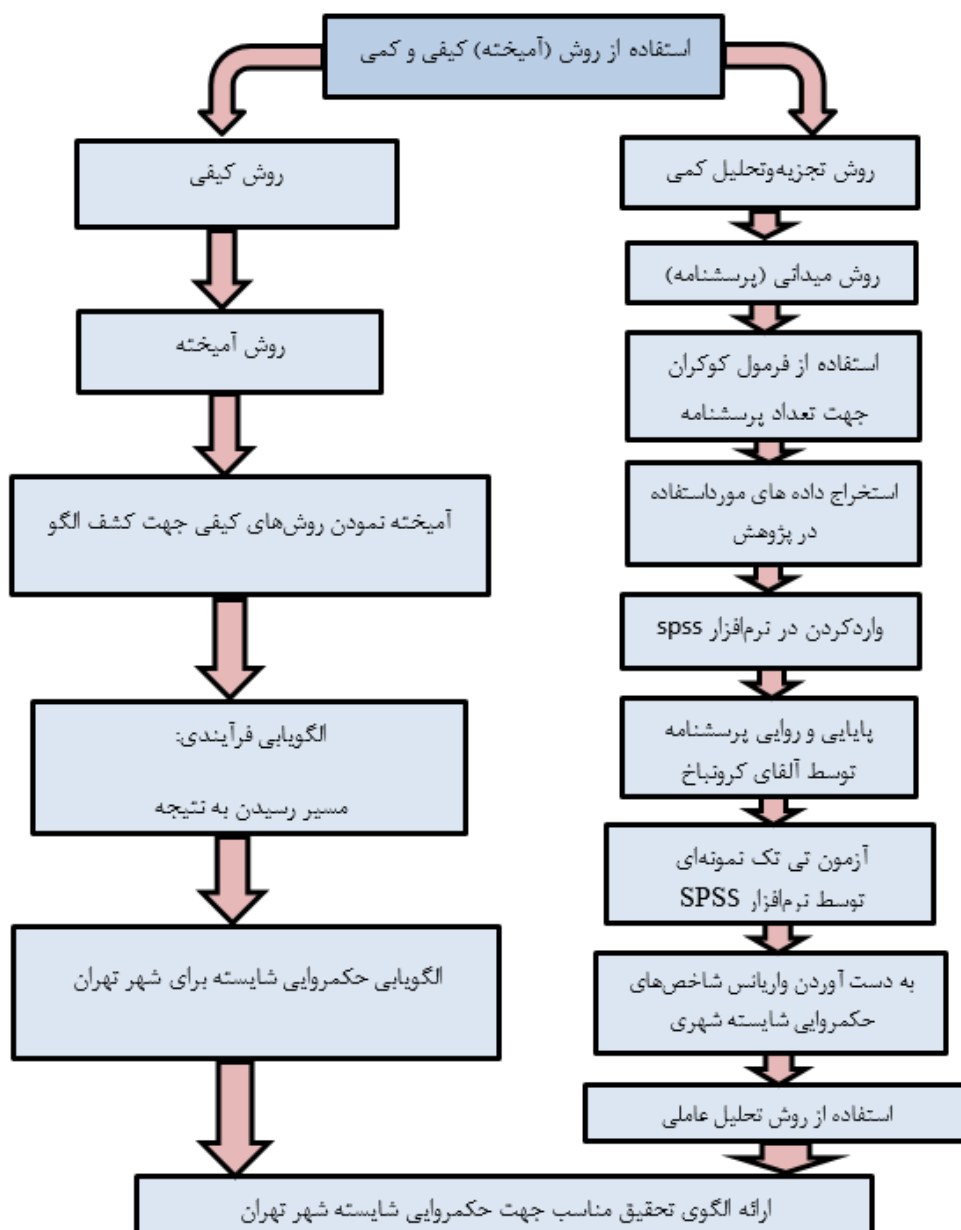 استفاده از روش (آمیخته) کیفی و کمی
روش تجزیه‌وتحلیل کمی
روش میدانی (پرسشنامه)
استفاده از فرمول کوکران
جهت تعداد پرسشنامه
استخراج داده های مورداستفاده
در پژوهش
واردکردن در نرم‌افزار spss
پایایی و روایی پرسشنامه
توسط آلفای کرونباخ
آزمون تی تک نمونه‌ای
توسط نرم‌افزار SPSS
به دست آوردن واریانس شاخص‌های
حکمروایی شایسته شهری
استفاده از روش تحلیل عاملی
روش کیفی
روش آمیخته
آمیخته نمودن روش‌های کیفی جهت کشف الگو
الگویابی فرآیندی:
مسیر رسیدن به نتیجه
الگویابی حکمروایی شایسته برای شهر تهران
ارائه الگوی تحقیق مناسب جهت حکمروایی شایسته شهر تهران